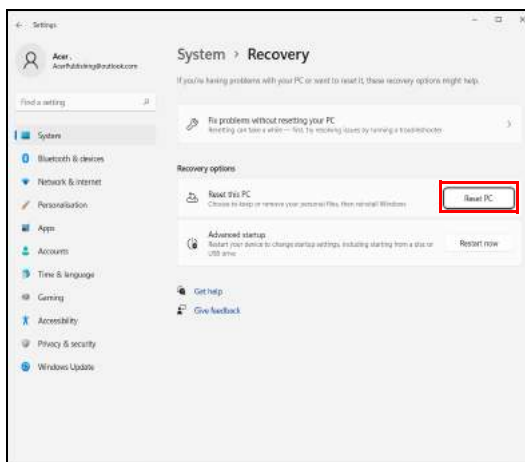 Settings
Acer .
AcerPublishing@outlook.com
Find a setting
System
Bluetooth & devices
Network & internet
Personalisation
Apps
Accounts
Time & language
Gaming
Accessibility
Privacy & security
Windows Update
System > Recovery
If you're having problems with your PC or want to reset it, these recovery options might help.
Fix problems without resetting your PC
Resetting can take a while — first, try resolving issues by running a troubleshooter
Recovery options
Reset this PC
Choose to keep or remove your personal files, then reinstall Windows
Reset PC
Advanced startup
Restart your device to change startup settings, including starting from a disc or
USB drive
Restart now
Get help
Give feedback